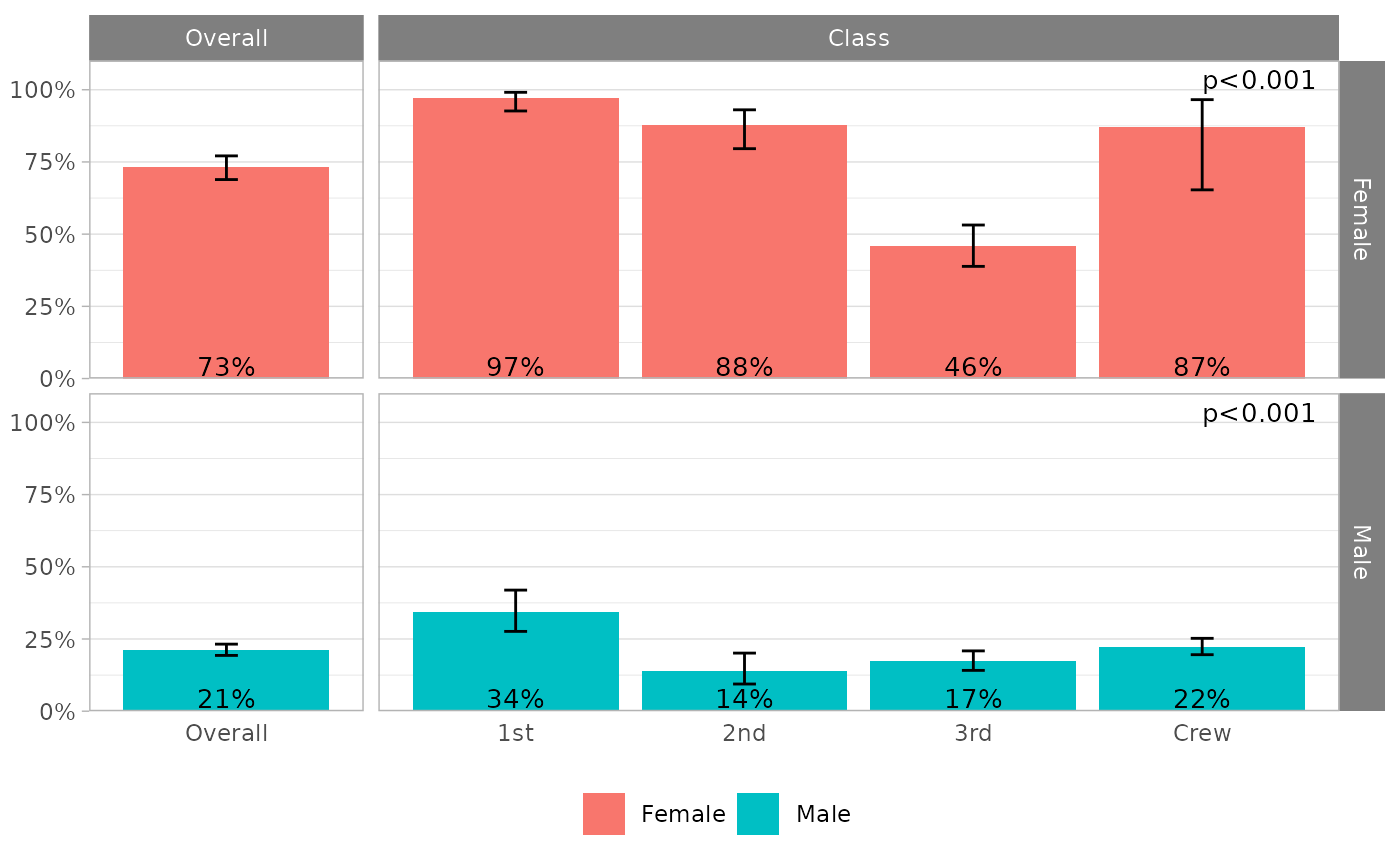 Overall Class
100%
75%
50%
25%
0%
p<0.001
73% 97% 88% 46% 87%
Female
100%
75%
50%
25%
0%
p<0.001
21% 34% 14% 17% 22%
Male
Overall 1st 2nd 3rd Crew
Female Male